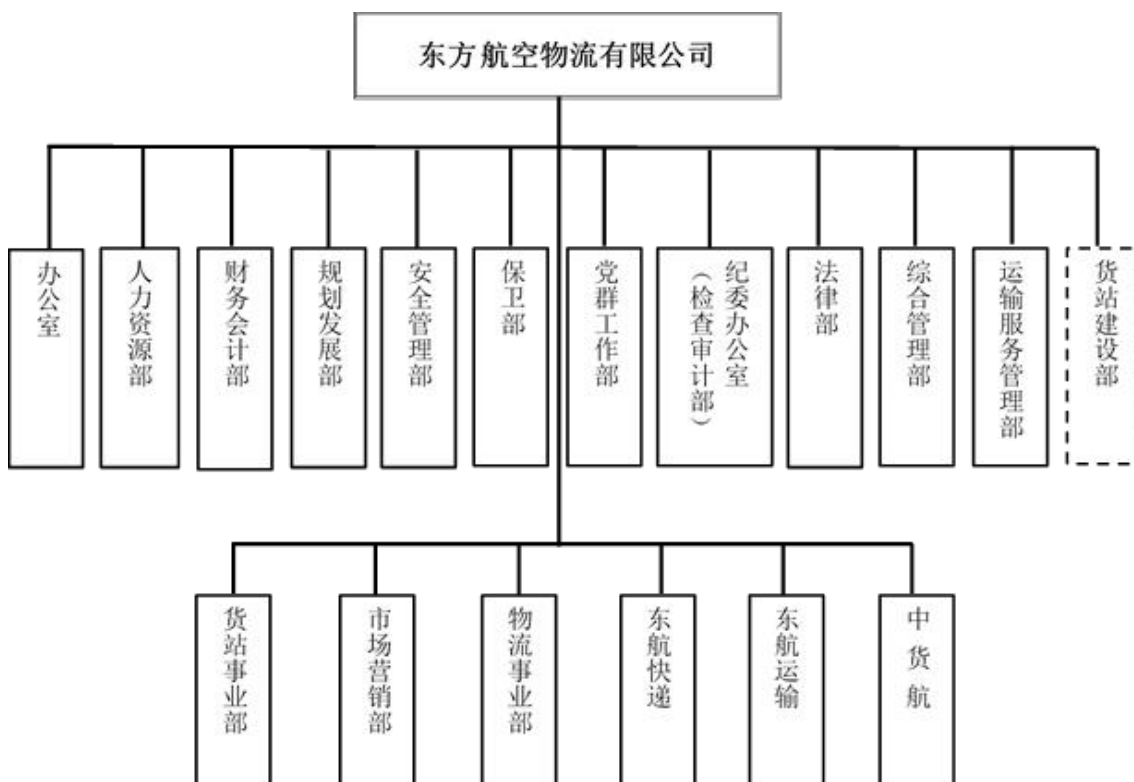 东方航空物流有限公司
办公室
人力资源部
财务会计部
规划发展部
安全管理部
保卫部
党群工作部
纪委办公室
（检查审计部）
法律部
综合管理部
运输服务管理部
货站建设部
货站事业部
市场营销部
物流事业部
东航快递
东航运输
中货航